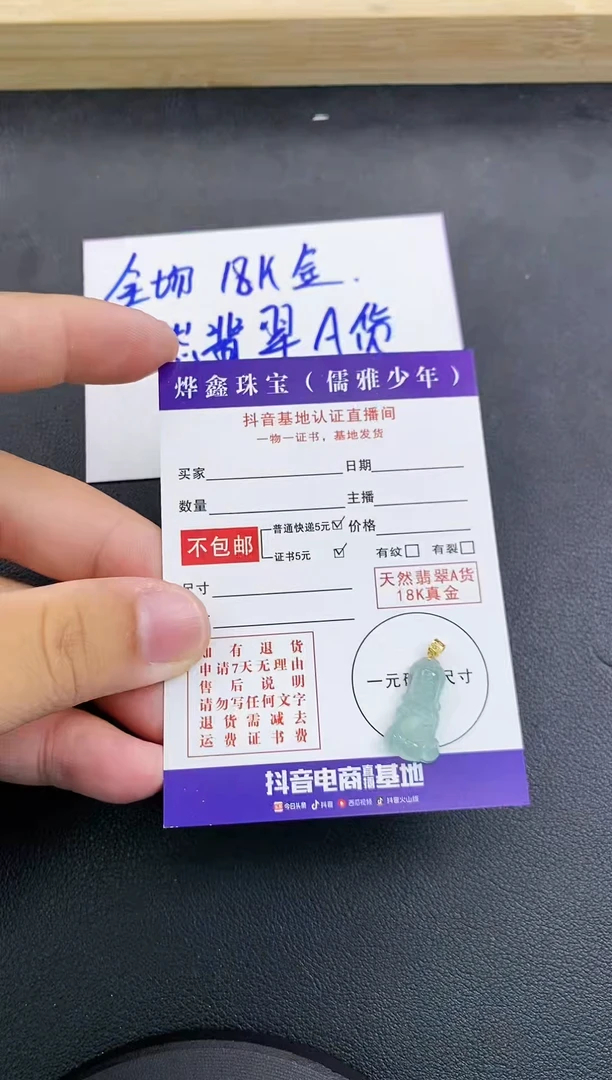 全场 18K金.
翡翠A货
烨鑫珠宝(儒雅少年)
抖音基地认证直播间
一物一证书,基地发货
买家 日期
数量 主播
不包邮 普通快递5元☑ 价格
证书5元 ☑ 有纹☐ 有裂☐
尺寸
天然翡翠A货
18K真金
如有退货
申请7天无理由
售后说明
请勿写任何文字
退货需减去
运费证书费
一元 尺寸
抖音电商直播基地
今日头条 抖音 西瓜视频 抖音火山版